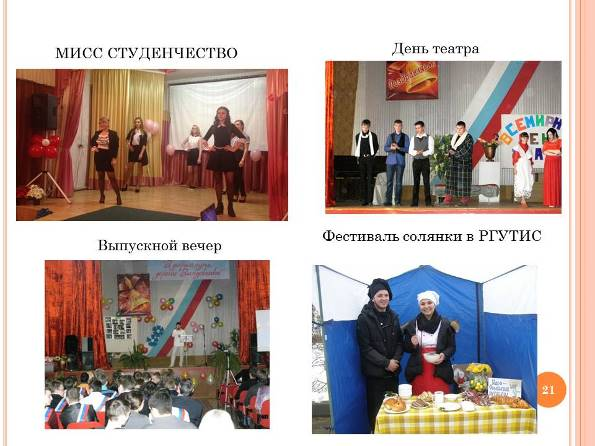 МИСС СТУДЕНЧЕСТВО
День театра
Выпускной вечер
Фестиваль солянки в РГУТИС
21